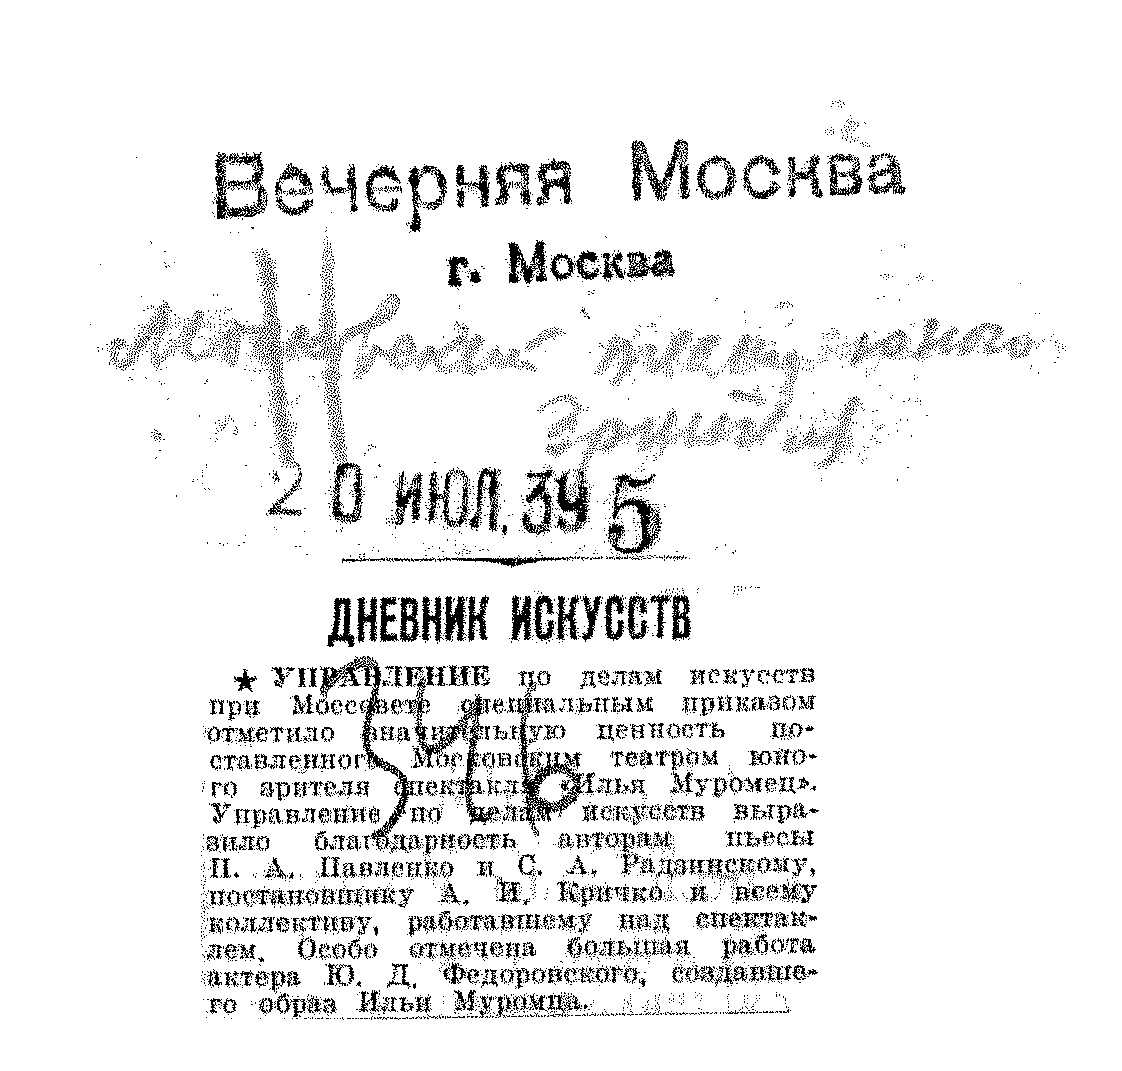 Вечерняя Москва
г. Москва
зрителя
20 ИЮЛ. 39 5
ДНЕВНИК ИСКУССТВ
346
★ УПРАВЛЕНИЕ по делам искусств
при Моссовете специальным приказом
отметило значительную ценность по-
ставленного Московским театром юно-
го зрителя спектакля «Илья Муромец».
Управление по делам искусств выра-
зило благодарность авторам пьесы
П. А. Павленко и С. А. Радзинскому,
постановщику А. И. Кричко и всему
коллективу, работавшему над спектак-
лем. Особо отмечена большая работа
актера Ю. Д. Федоровского, создавше-
го образ Ильи Муромца.